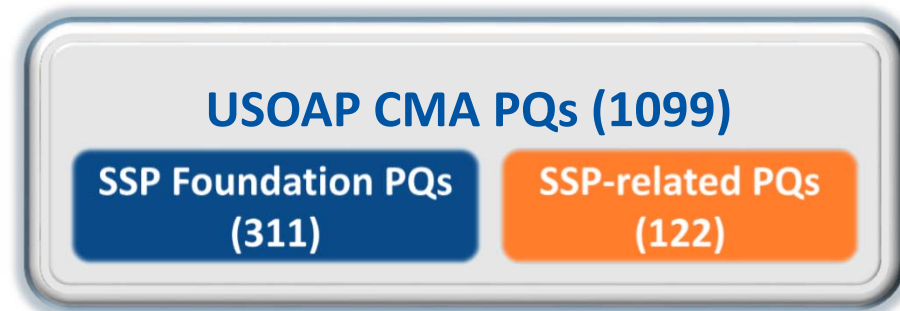 USOAP CMA PQs (1099)
SSP Foundation PQs
(311)
SSP-related PQs
(122)